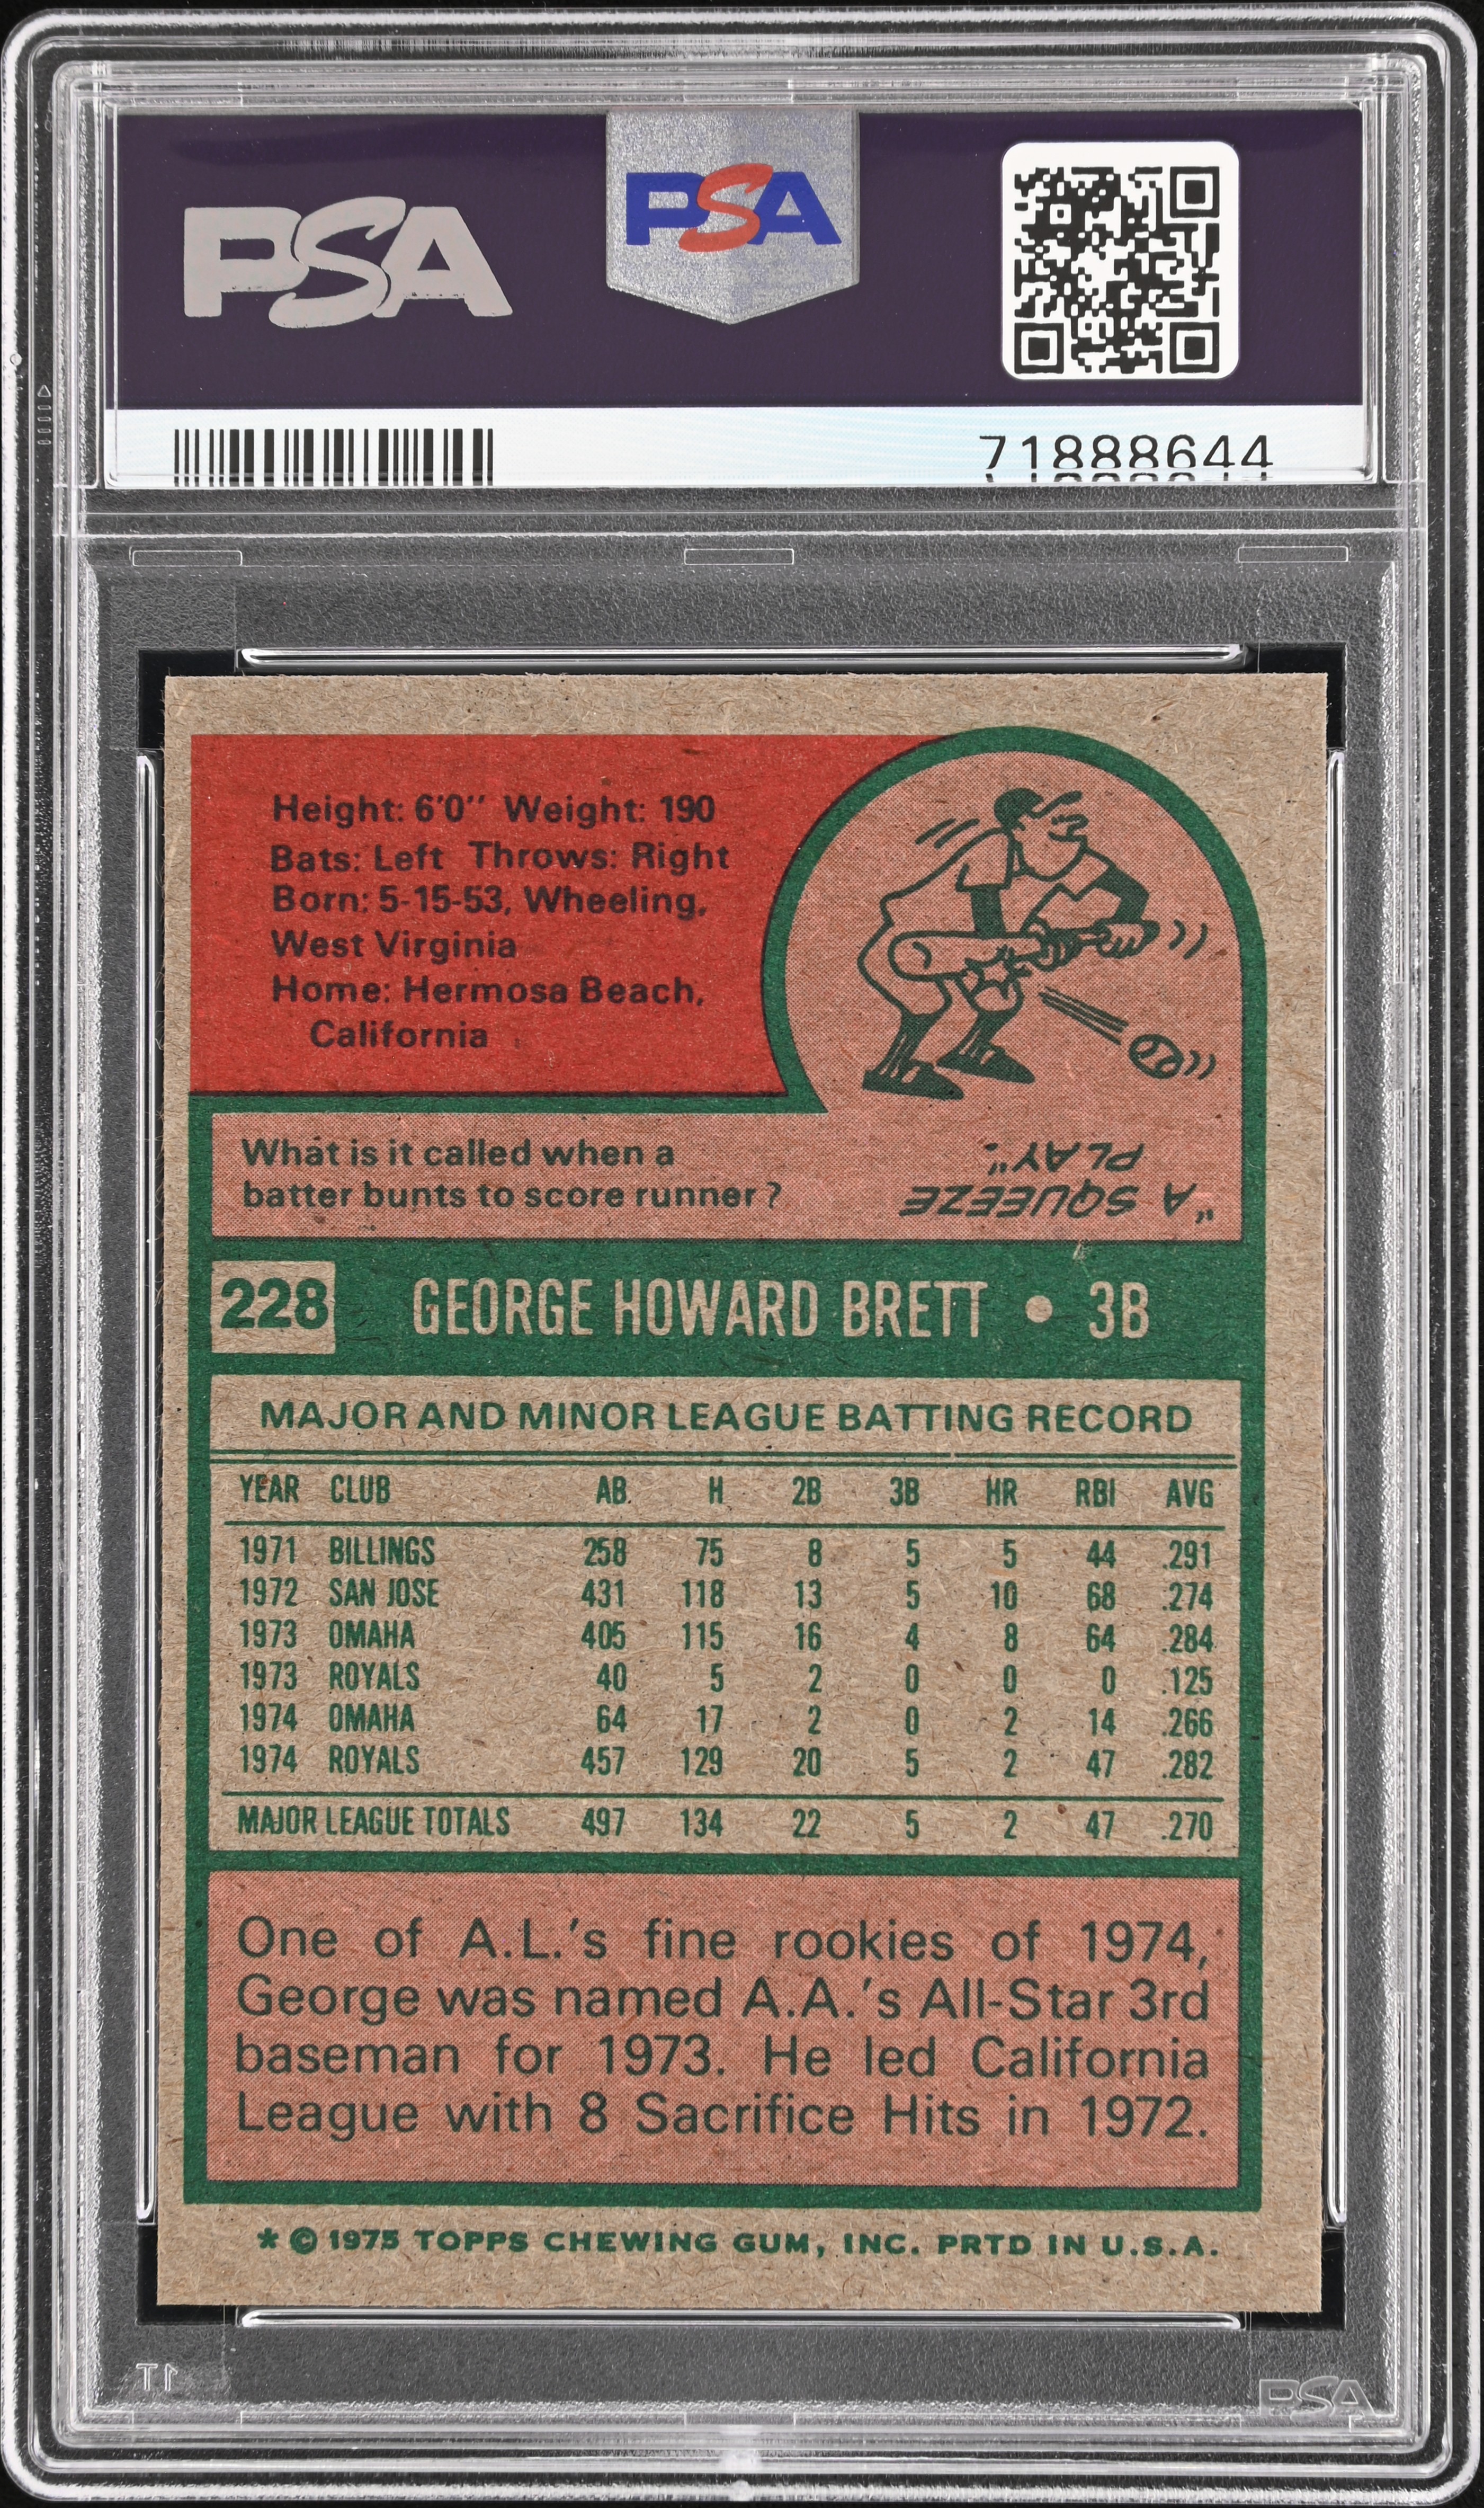 PSA
PSA
71888644
Height: 6'0" Weight: 190
Bats: Left Throws: Right
Born: 5-15-53, Wheeling,
West Virginia
Home: Hermosa Beach,
California
What is it called when a
batter bunts to score runner?
"A SQUEEZE
PLAY".
228 GEORGE HOWARD BRETT • 3B
MAJOR AND MINOR LEAGUE BATTING RECORD
YEAR CLUB AB H 2B 3B HR RBI AVG
1971 BILLINGS 258 75 8 5 5 44 .291
1972 SAN JOSE 431 118 13 5 10 68 .274
1973 OMAHA 405 115 16 4 8 64 .284
1973 ROYALS 40 5 2 0 0 0 .125
1974 OMAHA 64 17 2 0 2 14 .266
1974 ROYALS 457 129 20 5 2 47 .282
MAJOR LEAGUE TOTALS 497 134 22 5 2 47 .270
One of A.L.'s fine rookies of 1974,
George was named A.A.'s All-Star 3rd
baseman for 1973. He led California
League with 8 Sacrifice Hits in 1972.
* © 1975 TOPPS CHEWING GUM, INC. PRTD IN U.S.A.
PSA